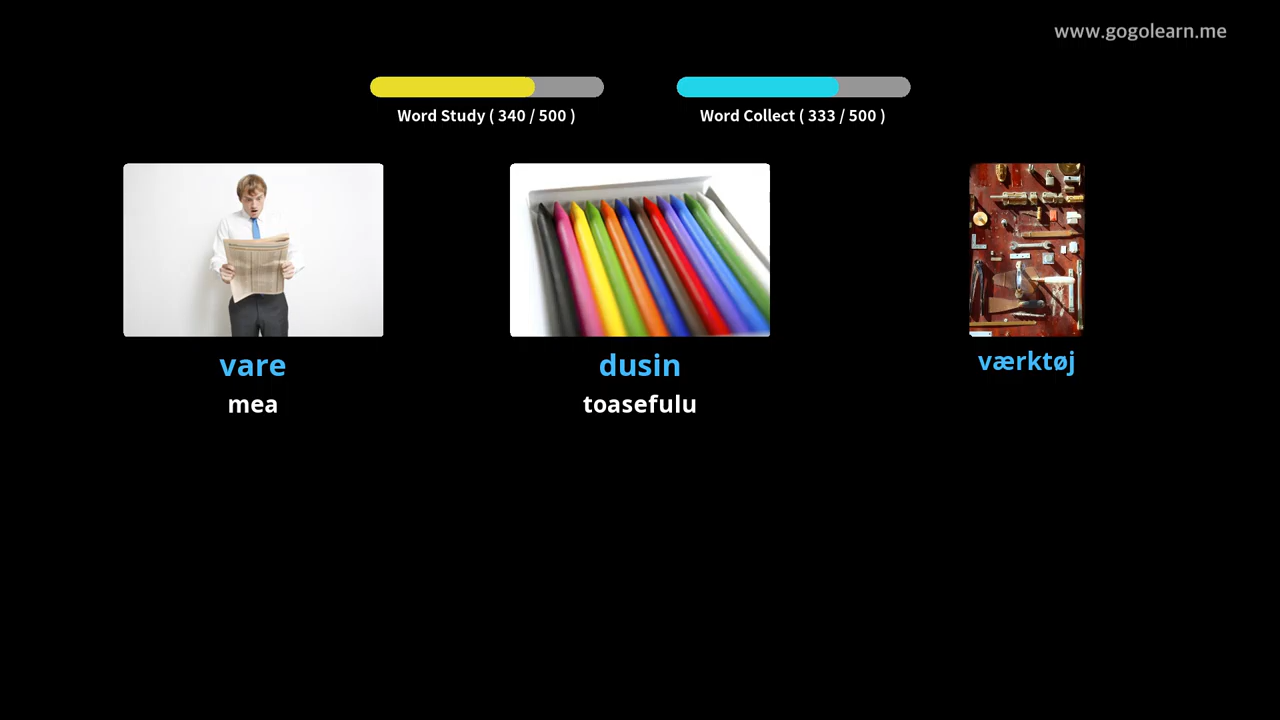 www.gogolearn.me
Word Study ( 340 / 500 )
Word Collect ( 333 / 500 )
vare
mea
dusin
toasefulu
værktøj